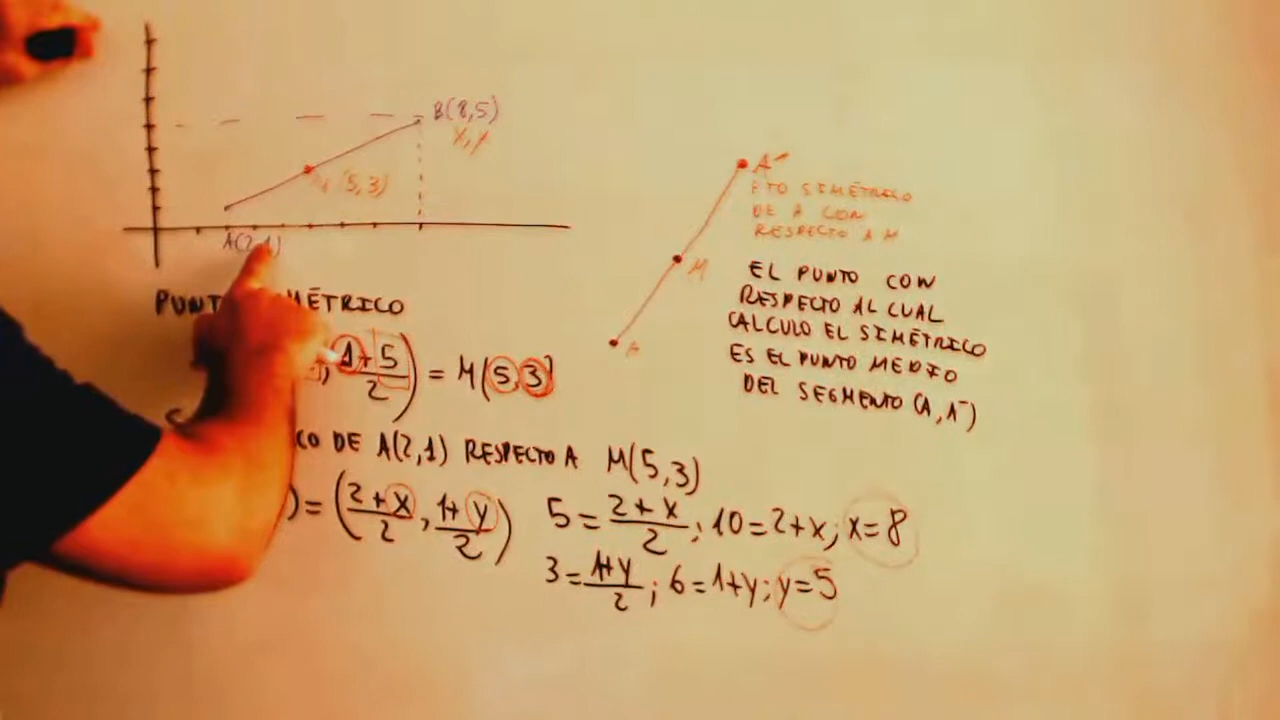 B(8,5)
x,y
(5,3)
A(2,1)
A´
PTO SIMÉTRICO
DE A CON
RESPECTO A M
M
EL PUNTO CON
RESPECTO AL CUAL
CALCULO EL SIMÉTRICO
ES EL PUNTO MEDIO
DEL SEGMENTO (A,A´)
1+5/2) = M(5,3)
CO DE A(2,1) RESPECTO A M(5,3)
)=(2+x/2, 1+y/2) 5=2+x/2; 10=2+x; x=8
3=1+y/2; 6=1+y; y=5